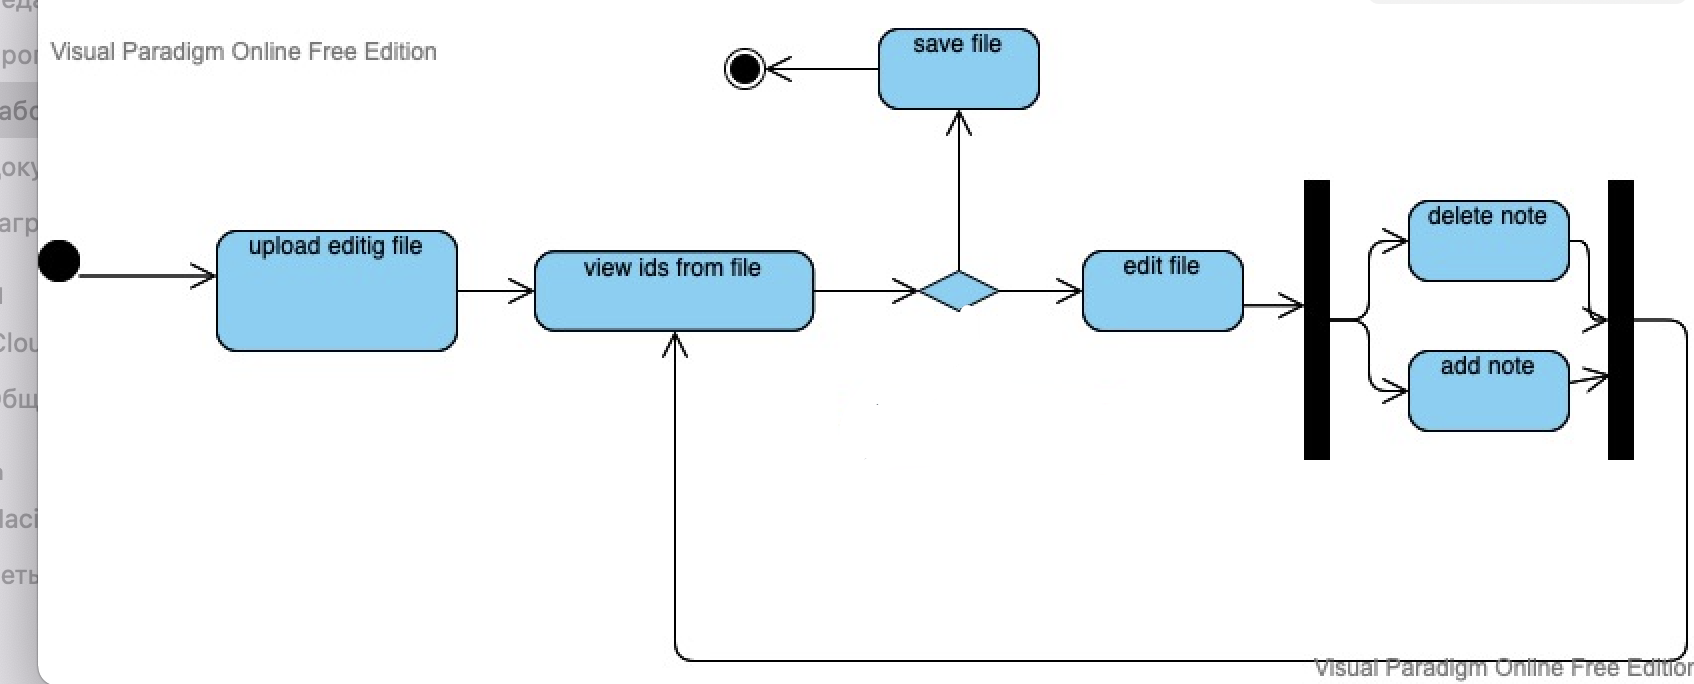 Visual Paradigm Online Free Edition
save file
delete note
upload editig file
view ids from file
edit file
add note
Visual Paradigm Online Free Edition